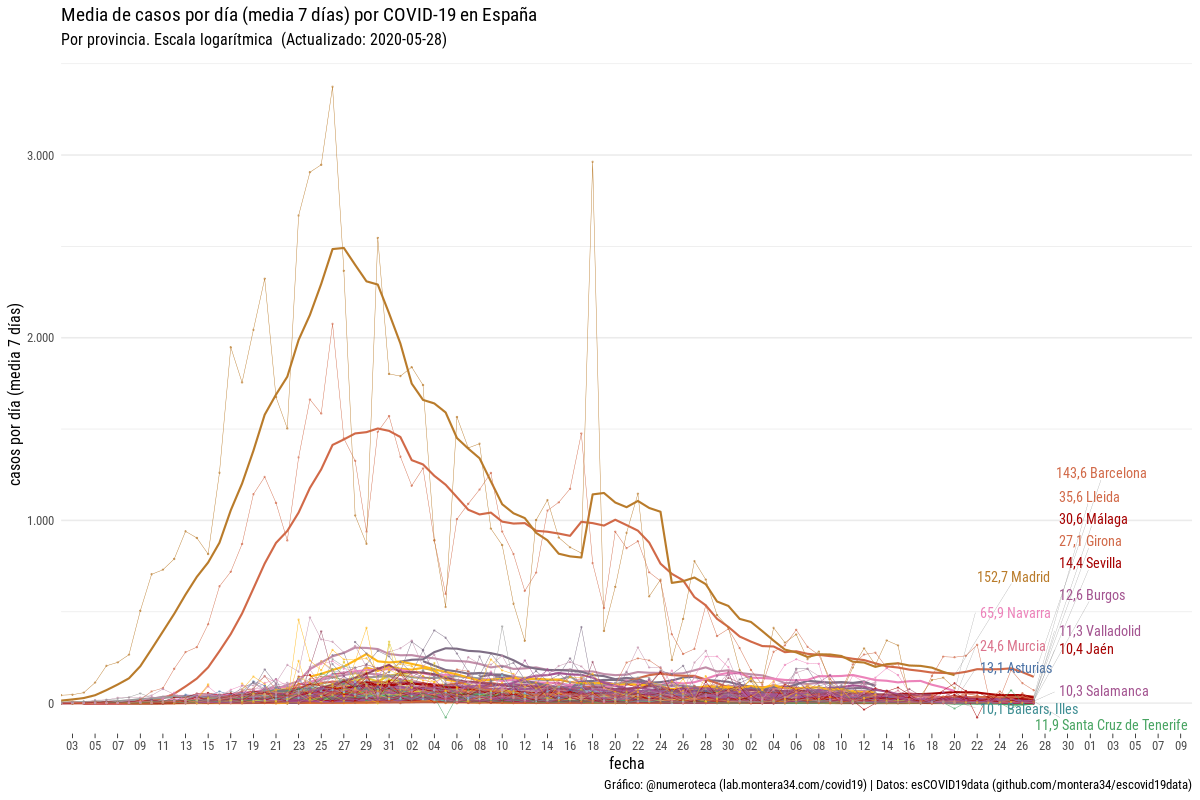 Media de casos por día (media 7 días) por COVID-19 en España
Por provincia. Escala logarítmica (Actualizado: 2020-05-28)
casos por día (media 7 días)
3.000
2.000
1.000
0
143,6 Barcelona
35,6 Lleida
30,6 Málaga
27,1 Girona
14,4 Sevilla
152,7 Madrid
12,6 Burgos
65,9 Navarra
11,3 Valladolid
24,6 Murcia
10,4 Jaén
13,1 Asturias
10,3 Salamanca
10,1 Balears, Illes
11,9 Santa Cruz de Tenerife
03 05 07 09 11 13 15 17 19 21 23 25 27 29 31 02 04 06 08 10 12 14 16 18 20 22 24 26 28 30 02 04 06 08 10 12 14 16 18 20 22 24 26 28 30 01 03 05 07 09
fecha
Gráfico: @numeroteca (lab.montera34.com/covid19) | Datos: esCOVID19data (github.com/montera34/escovid19data)